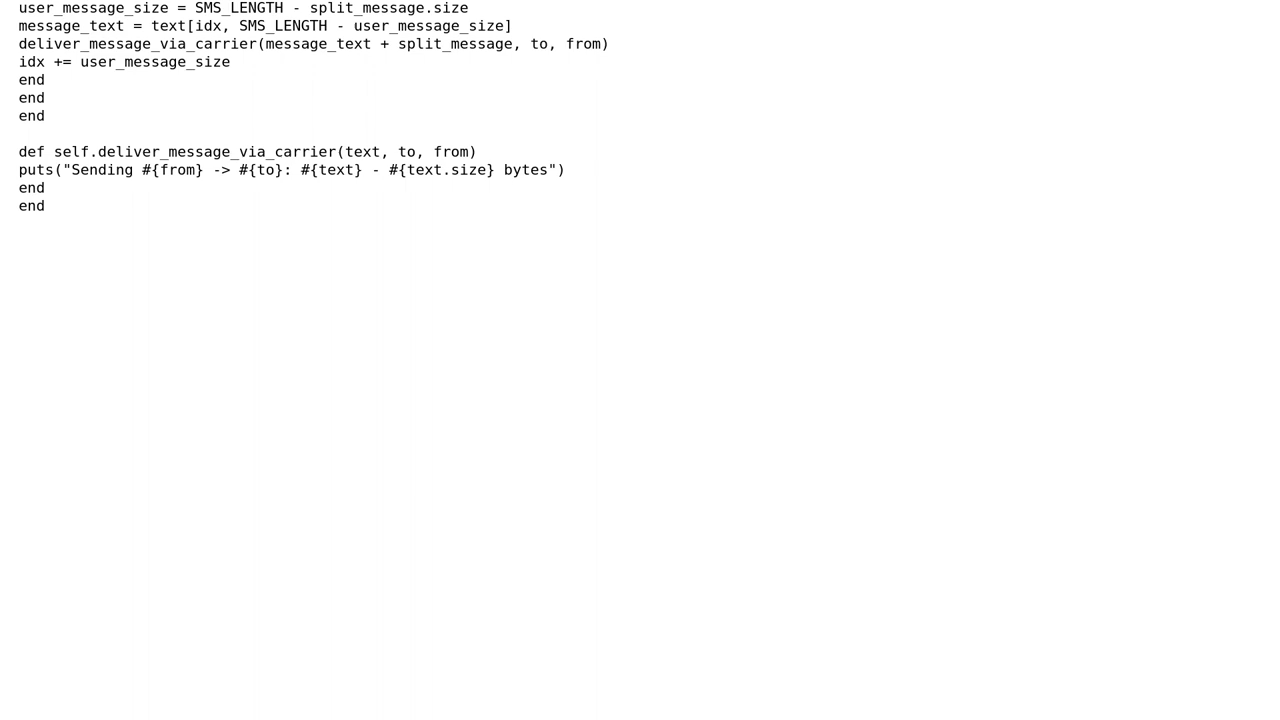 user_message_size = SMS_LENGTH - split_message.size
message_text = text[idx, SMS_LENGTH - user_message_size]
deliver_message_via_carrier(message_text + split_message, to, from)
idx += user_message_size
end
end
end

def self.deliver_message_via_carrier(text, to, from)
puts("Sending #{from} -> #{to}: #{text} - #{text.size} bytes")
end
end